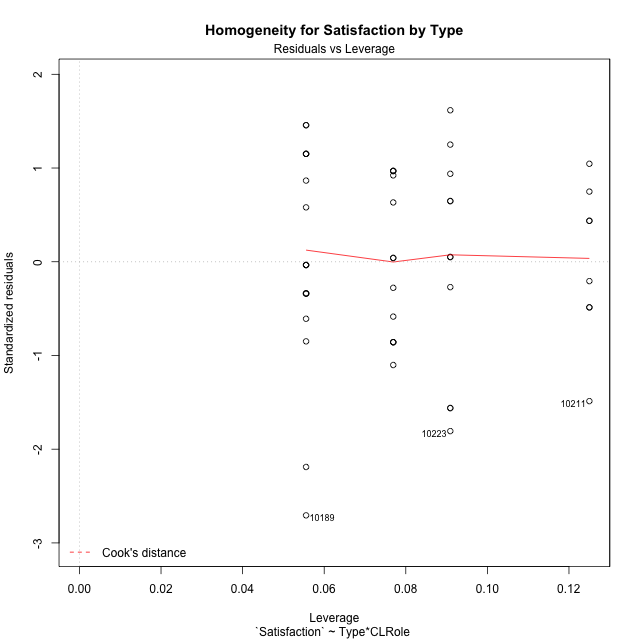 Homogeneity for Satisfaction by Type
Residuals vs Leverage
2
1
0
-1
-2
-3
Standardized residuals
10211
10223
10189
Cook's distance
0.00 0.02 0.04 0.06 0.08 0.10 0.12
Leverage
`Satisfaction` ~ Type*CLRole